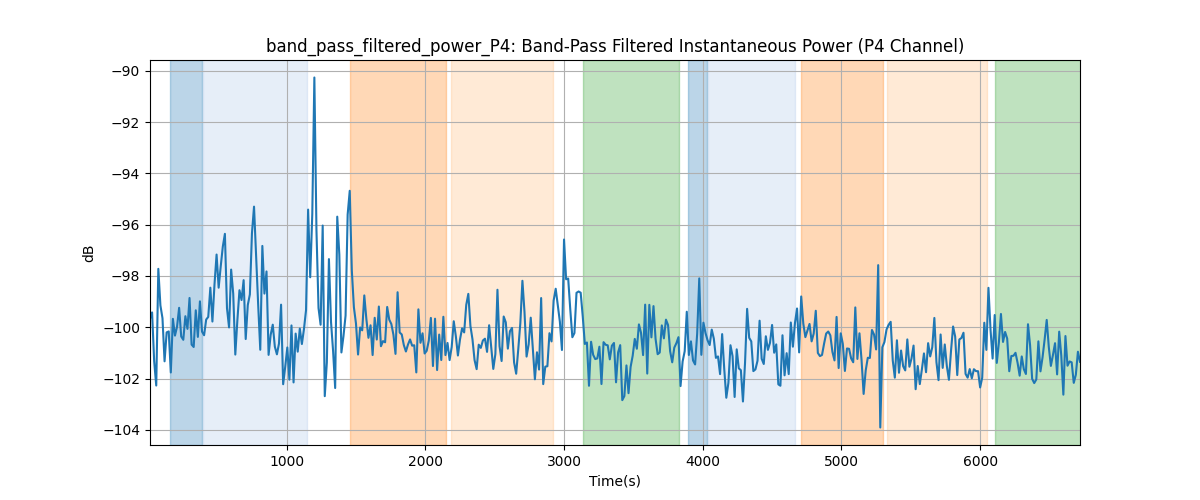 band_pass_filtered_power_P4: Band-Pass Filtered Instantaneous Power (P4 Channel)
−90
−92
−94
−96
−98
−100
−102
−104
dB
1000 2000 3000 4000 5000 6000
Time(s)